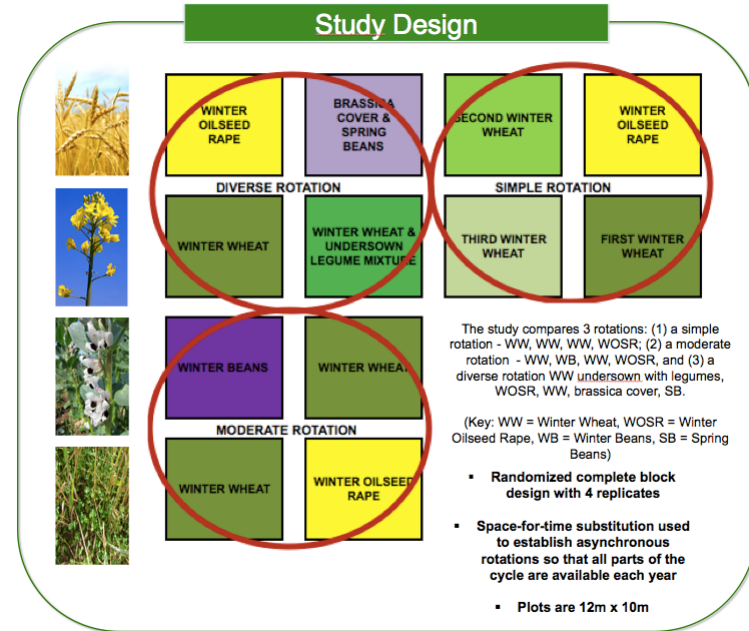 Study Design
WINTER
OILSEED
RAPE
BRASSICA
COVER &
SPRING
BEANS
DIVERSE ROTATION
WINTER WHEAT
WINTER WHEAT &
UNDERSOWN
LEGUME MIXTURE
SECOND WINTER
WHEAT
WINTER
OILSEED
RAPE
SIMPLE ROTATION
THIRD WINTER
WHEAT
FIRST WINTER
WHEAT
WINTER BEANS
WINTER WHEAT
MODERATE ROTATION
WINTER WHEAT
WINTER OILSEED
RAPE
The study compares 3 rotations: (1) a simple
rotation - WW, WW, WW, WOSR; (2) a moderate
rotation - WW, WB, WW, WOSR, and (3) a
diverse rotation WW undersown with legumes,
WOSR, WW, brassica cover, SB.
(Key: WW = Winter Wheat, WOSR = Winter
Oilseed Rape, WB = Winter Beans, SB = Spring
Beans)
▪ Randomized complete block
design with 4 replicates
▪ Space-for-time substitution used
to establish asynchronous
rotations so that all parts of the
cycle are available each year
▪ Plots are 12m x 10m